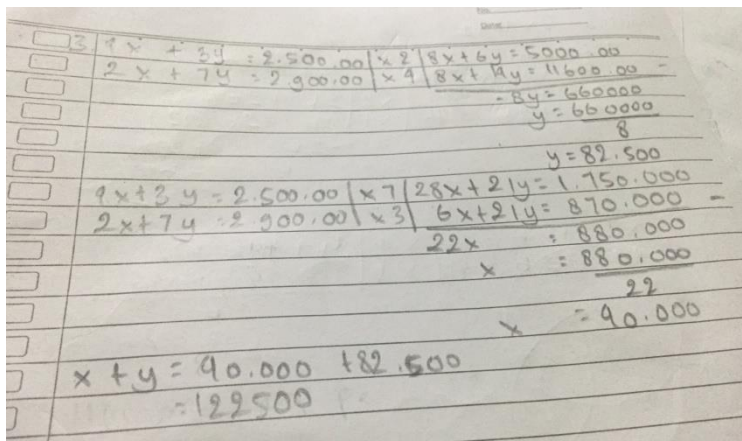 3. 4x + 3y = 2.500.00 | x 2 | 8x + 6y = 5000.00
2x + 7y = 2.900.00 | x 4 | 8x + 14y = 11600.00 -
- 8y = 660000
y = 660000
8
y = 82.500
4x + 3y = 2.500.00 | x 7 | 28x + 21y = 1.750.000
2x + 7y = 2.900.00 | x 3 | 6x + 21y = 870.000 -
22x = 880.000
x = 880.000
22
x = 40.000
x + y = 40.000 + 82.500
= 122500